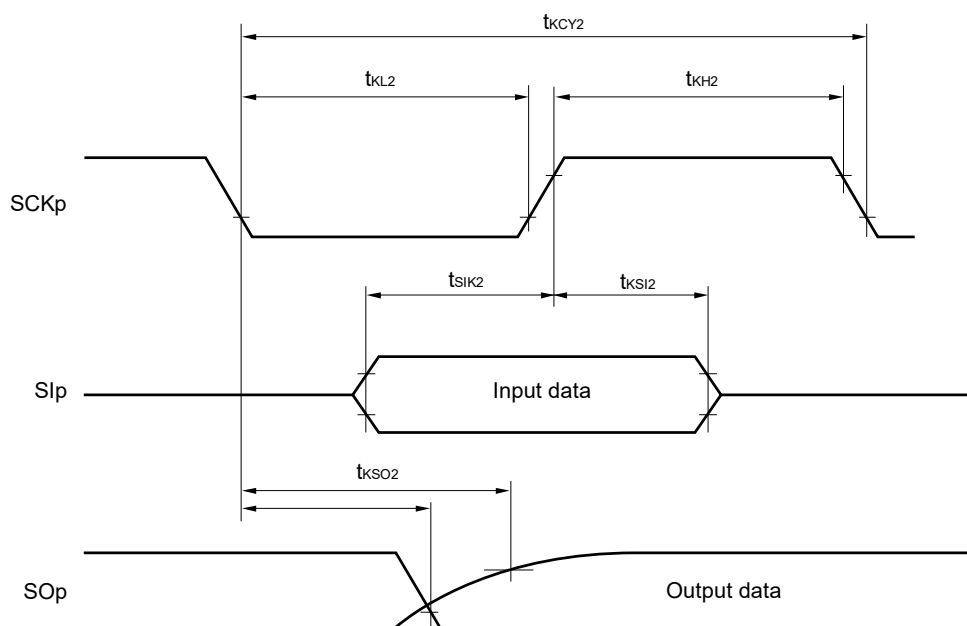 tKCY2
tKL2
tKH2
SCKp
tSIK2
tKSI2
SIp
Input data
tKSO2
SOp
Output data